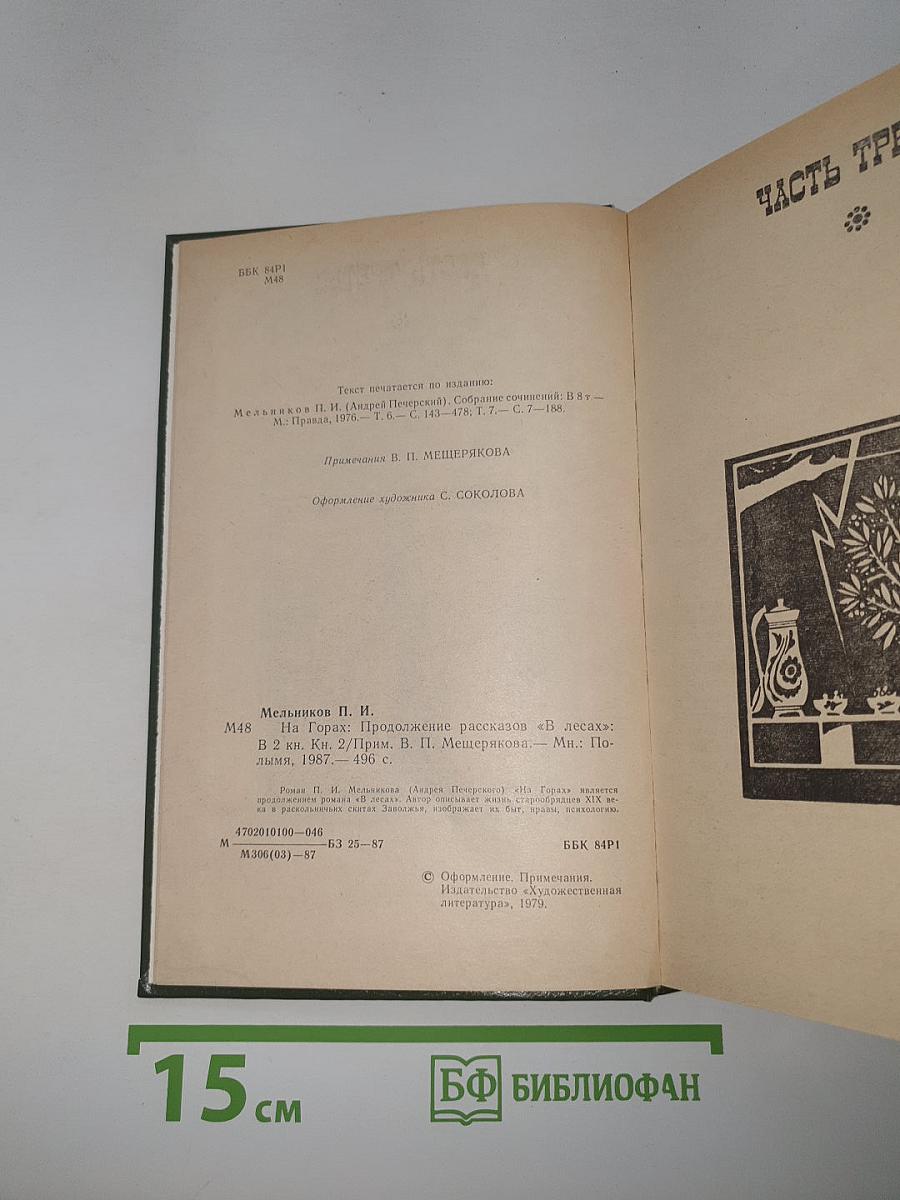 ББК 84Р1
М48
Текст печатается по изданию:
Мельников П. И. (Андрей Печерский). Собрание сочинений: В 8 т —
М.: Правда, 1976.— Т. 6.— С. 143—478; Т. 7.— С. 7—188.
Примечания В. П. МЕЩЕРЯКОВА
Оформление художника С. СОКОЛОВА
Мельников П. И.
М48 На Горах: Продолжение рассказов «В лесах»:
В 2 кн. Кн. 2/Прим. В. П. Мещерякова.— Мн.: По-
лымя, 1987.— 496 с.
Роман П. И. Мельникова (Андрея Печерского) «На Горах» является
продолжением романа «В лесах». Автор описывает жизнь старообрядцев XIX ве-
ка в раскольничьих скитах Заволжья, изображает их быт, нравы, психологию.
4702010100—046
М ———— БЗ 25—87
М306(03)—87
ББК 84Р1
© Оформление. Примечания.
Издательство «Художественная
литература», 1979.
ЧАСТЬ ТРЕ
15 см
БФ БИБЛИОФАН